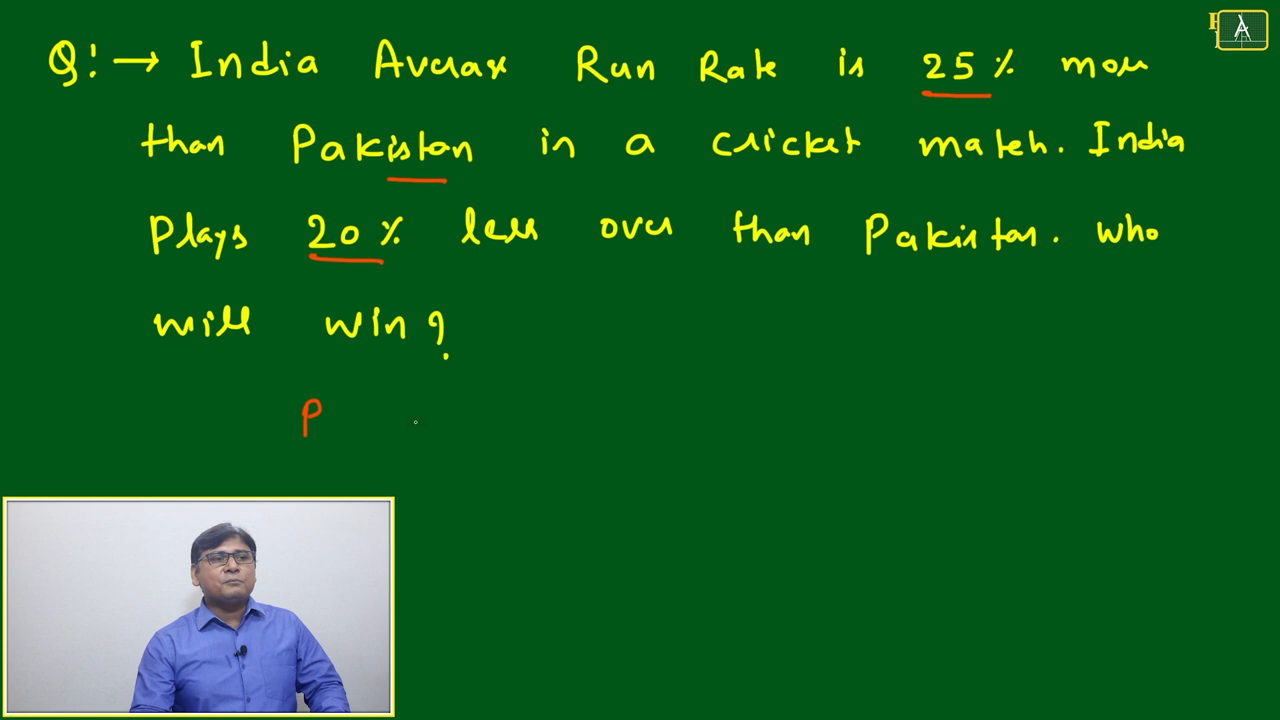 Q! → India Average Run Rate is 25% more
than Pakistan in a cricket match. India
Plays 20% less over than Pakistan. who
will win?
P